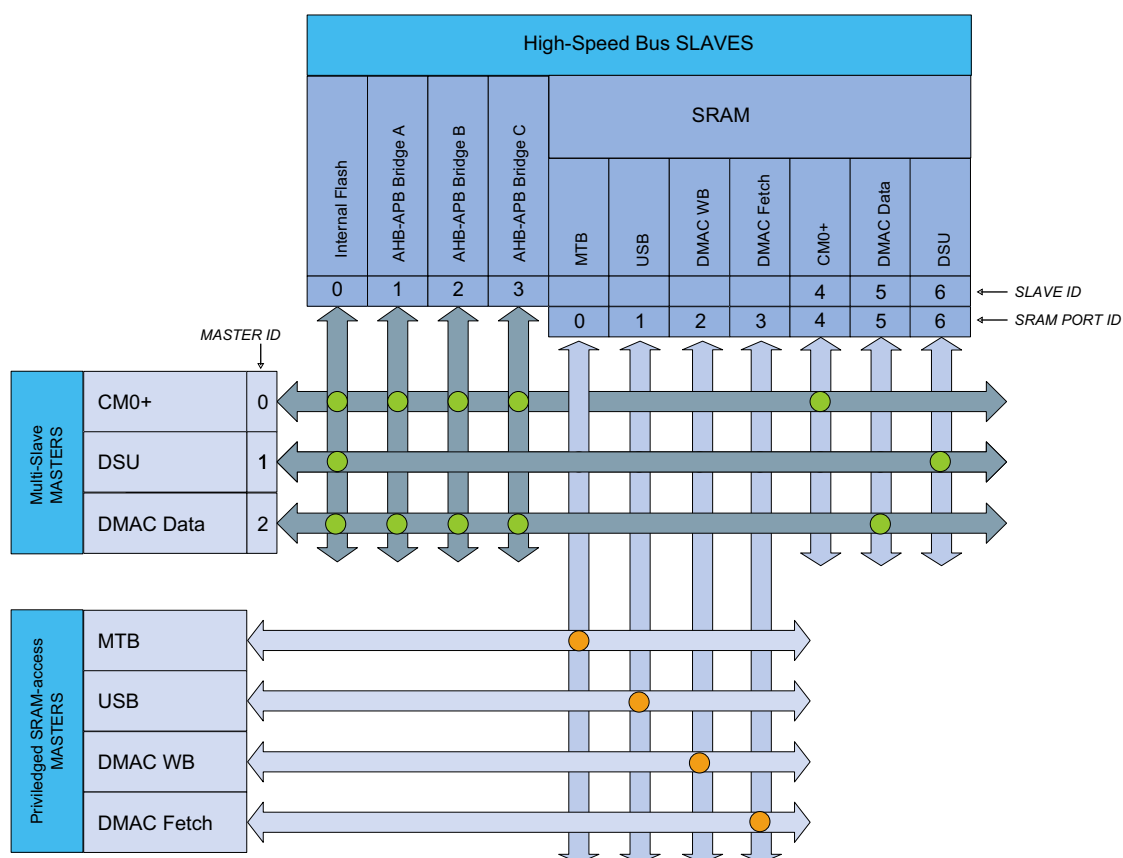 High-Speed Bus SLAVES
SRAM
Internal Flash
AHB-APB Bridge A
AHB-APB Bridge B
AHB-APB Bridge C
MTB
USB
DMAC WB
DMAC Fetch
CM0+
DMAC Data
DSU
0 1 2 3 4 5 6 SLAVE ID
0 1 2 3 4 5 6 SRAM PORT ID
MASTER ID
Multi-Slave
MASTERS
CM0+ 0
DSU 1
DMAC Data 2
Priviledged SRAM-access
MASTERS
MTB
USB
DMAC WB
DMAC Fetch